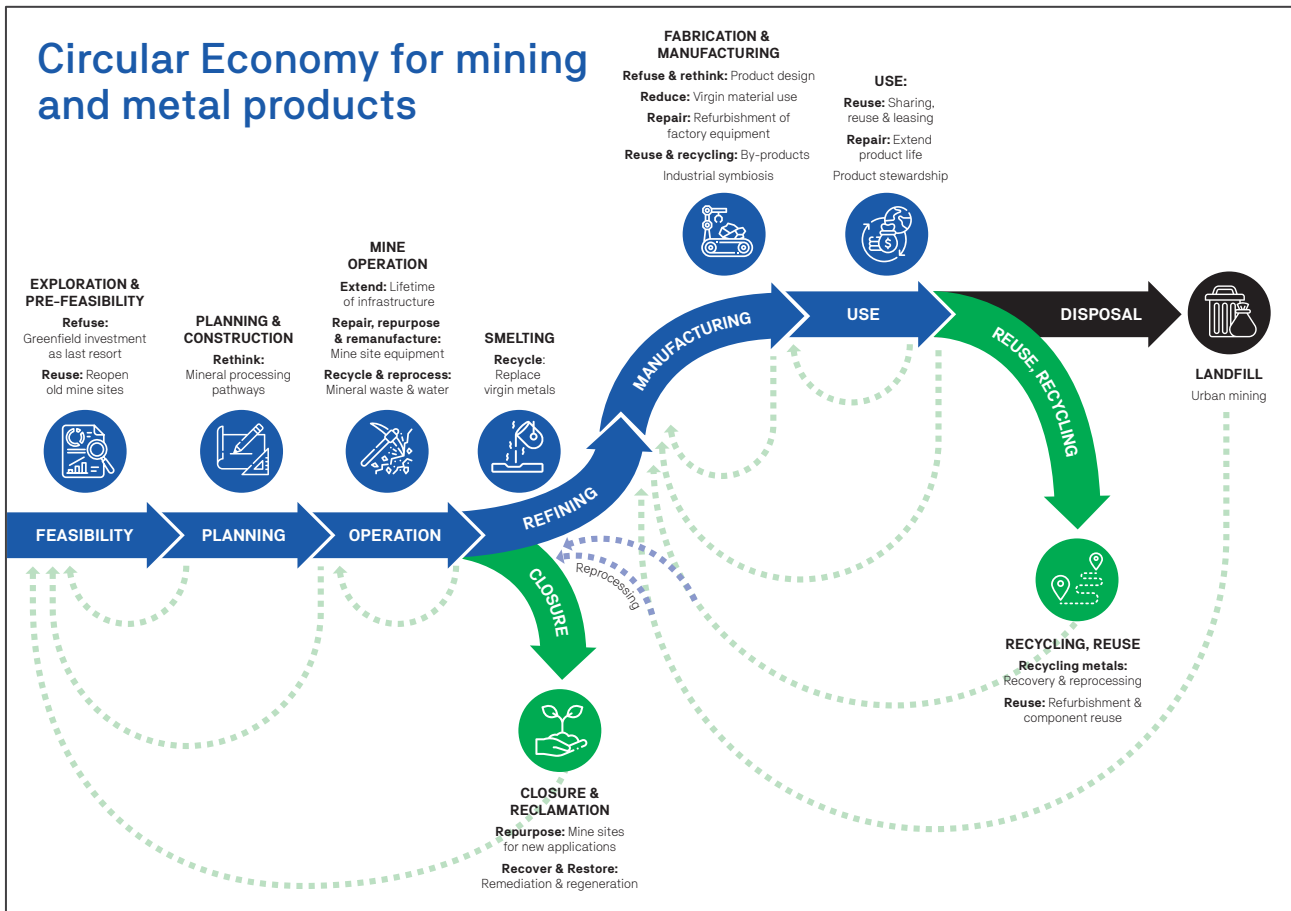 Circular Economy for mining
and metal products
EXPLORATION &
PRE-FEASIBILITY
Refuse:
Greenfield investment
as last resort
Reuse: Reopen
old mine sites
PLANNING &
CONSTRUCTION
Rethink:
Mineral processing
pathways
MINE
OPERATION
Extend: Lifetime
of infrastructure
Repair, repurpose
& remanufacture:
Mine site equipment
Recycle & reprocess:
Mineral waste & water
SMELTING
Recycle:
Replace
virgin metals
FABRICATION &
MANUFACTURING
Refuse & rethink: Product design
Reduce: Virgin material use
Repair: Refurbishment of
factory equipment
Reuse & recycling: By-products
Industrial symbiosis
USE:
Reuse: Sharing,
reuse & leasing
Repair: Extend
product life
Product stewardship
$
FEASIBILITY
PLANNING
OPERATION
REFINING
MANUFACTURING
USE
DISPOSAL
REUSE, RECYCLING
LANDFILL
Urban mining
CLOSURE
Reprocessing
RECYCLING, REUSE
Recycling metals:
Recovery & reprocessing
Reuse: Refurbishment &
component reuse
CLOSURE &
RECLAMATION
Repurpose: Mine sites
for new applications
Recover & Restore:
Remediation & regeneration